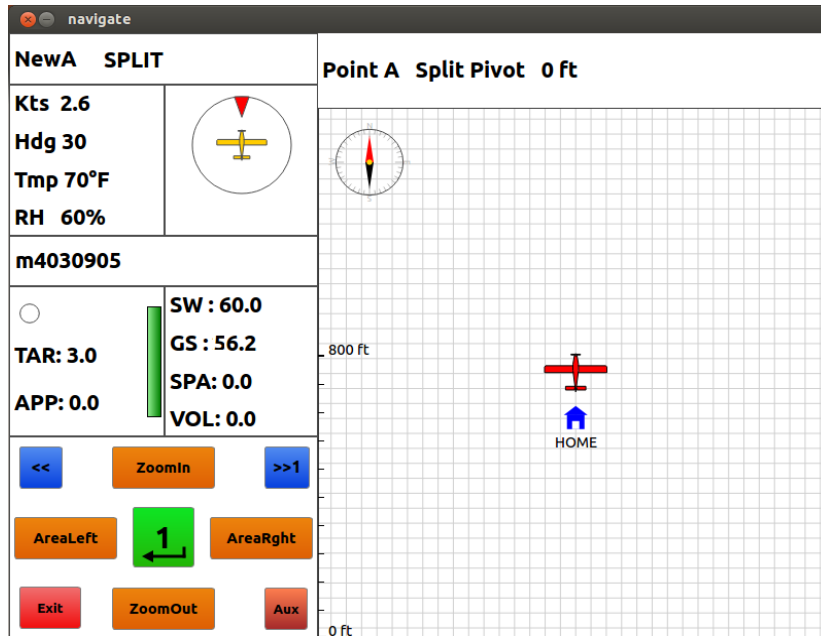 navigate
NewA SPLIT
Point A Split Pivot 0 ft
Kts 2.6
Hdg 30
Tmp 70°F
RH 60%
N
S
m4030905
TAR: 3.0
APP: 0.0
SW : 60.0
GS : 56.2
SPA: 0.0
VOL: 0.0
<< ZoomIn >>1
AreaLeft 1 AreaRght
Exit ZoomOut Aux
800 ft
HOME
0 ft